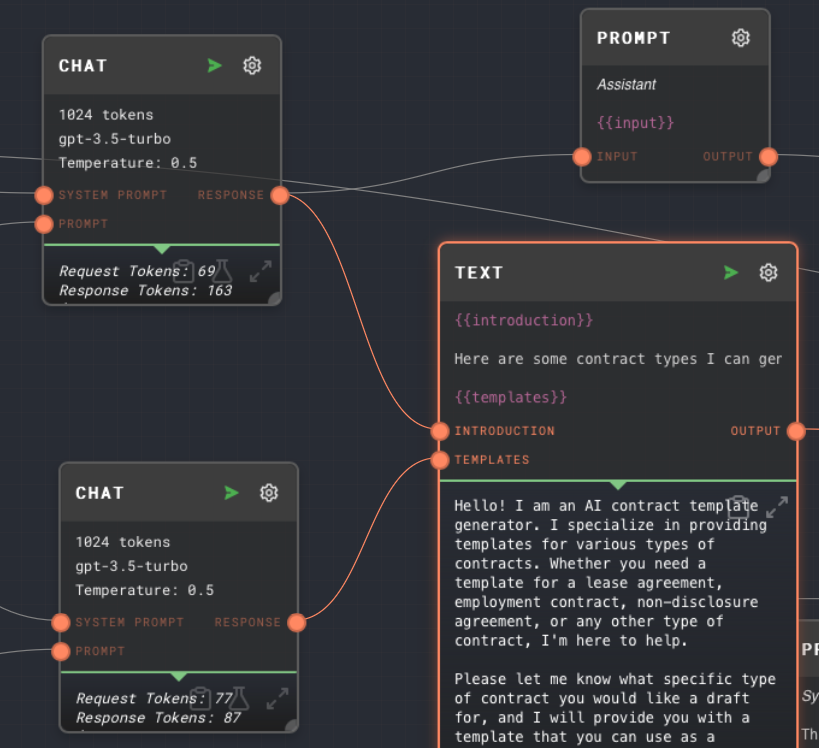 CHAT
1024 tokens
gpt-3.5-turbo
Temperature: 0.5
SYSTEM PROMPT RESPONSE
PROMPT
Request Tokens: 69
Response Tokens: 163
PROMPT
Assistant
{{input}}
INPUT OUTPUT
TEXT
{{introduction}}
Here are some contract types I can ger
{{templates}}
INTRODUCTION OUTPUT
TEMPLATES
Hello! I am an AI contract template
generator. I specialize in providing
templates for various types of
contracts. Whether you need a
template for a lease agreement,
employment contract, non-disclosure
agreement, or any other type of
contract, I'm here to help.
Please let me know what specific type
of contract you would like a draft
for, and I will provide you with a
template that you can use as a
CHAT
1024 tokens
gpt-3.5-turbo
Temperature: 0.5
SYSTEM PROMPT RESPONSE
PROMPT
Request Tokens: 77
Response Tokens: 87
PR
Sy
Th